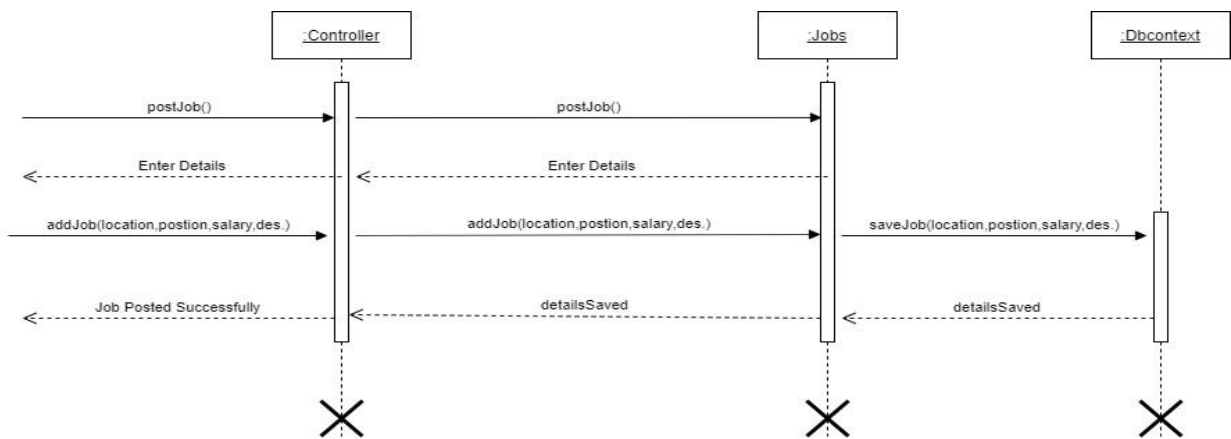 :Controller
:Jobs
:Dbcontext
postJob()
postJob()
Enter Details
Enter Details
addJob(location,postion,salary,des.)
addJob(location,postion,salary,des.)
saveJob(location,postion,salary,des.)
Job Posted Successfully
detailsSaved
detailsSaved